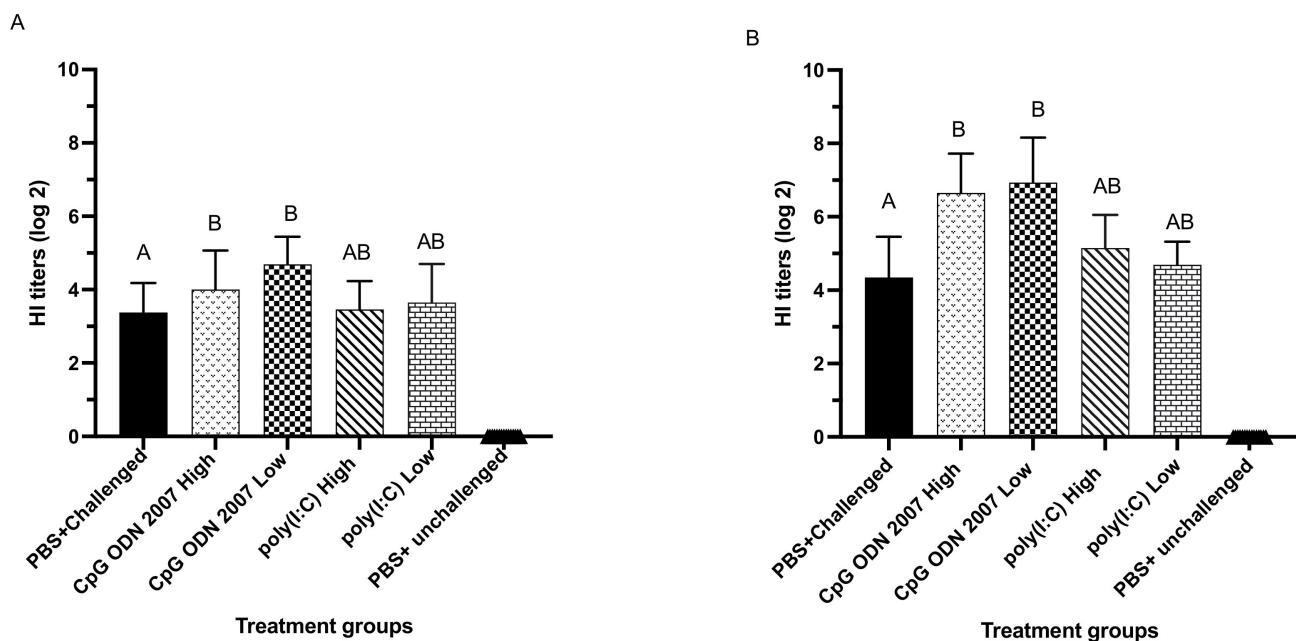 A
10
8
6
4
2
0
HI titers (log 2)
A
B
B
AB
AB
PBS+Challenged
CpG ODN 2007 High
CpG ODN 2007 Low
poly(I:C) High
poly(I:C) Low
PBS+ unchallenged
Treatment groups
B
10
8
6
4
2
0
HI titers (log 2)
A
B
B
AB
AB
PBS+Challenged
CpG ODN 2007 High
CpG ODN 2007 Low
poly(I:C) High
poly(I:C) Low
PBS+ unchallenged
Treatment groups